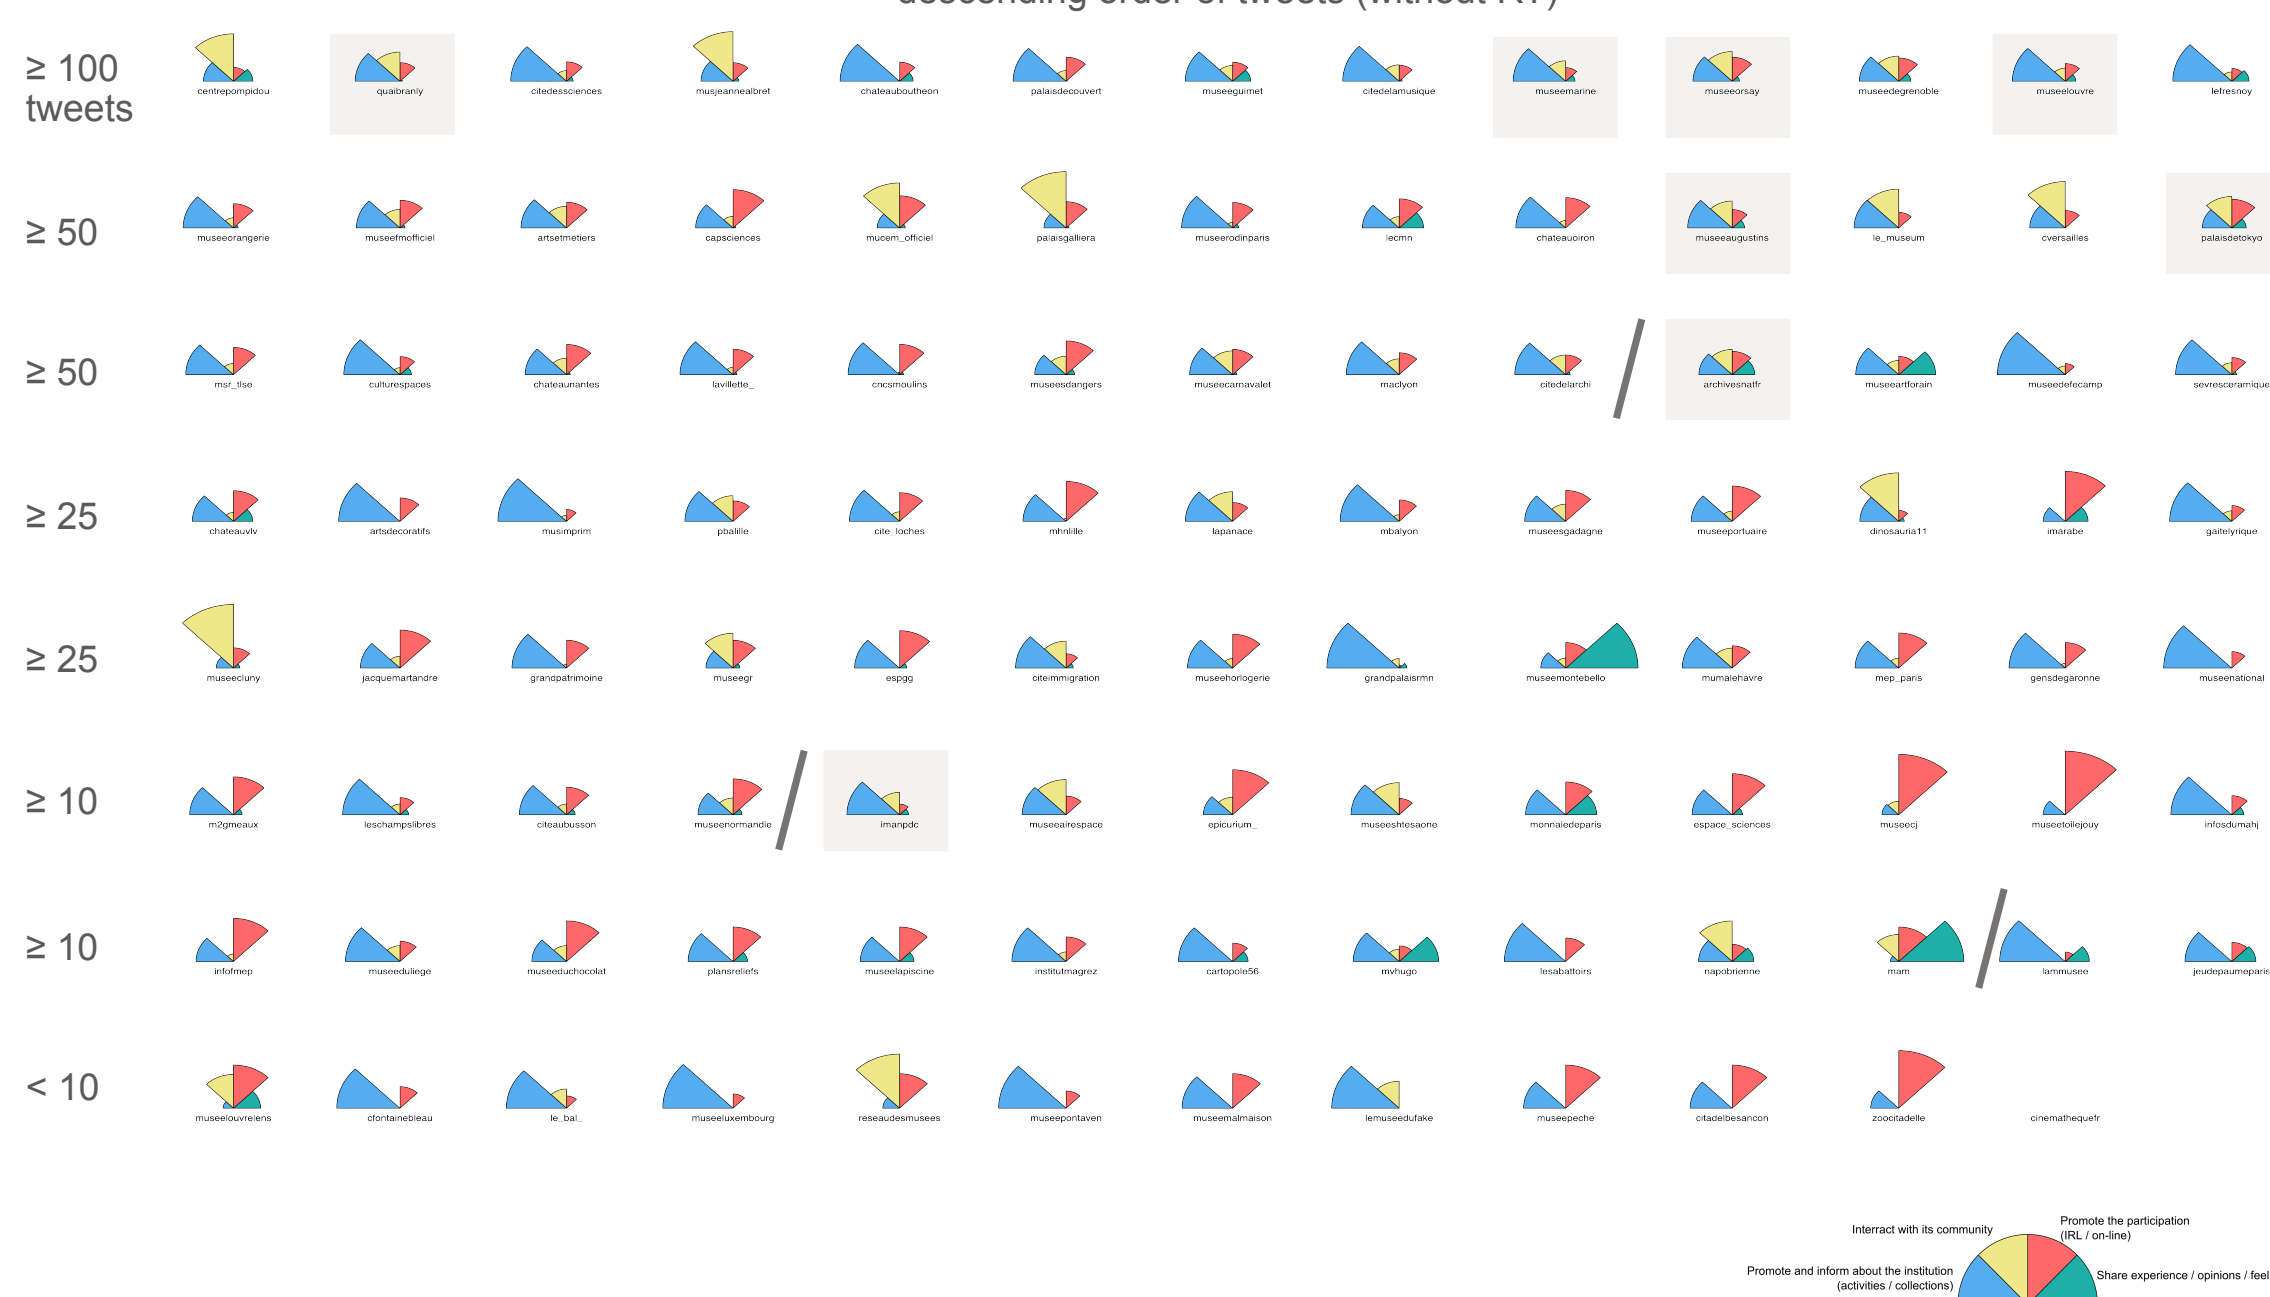 descending order of tweets (without RT)
≥ 100
tweets
centrepompidou quaibranly citedessciences musjeannealbret chateauboutheon palaisdecouvert museeguimet citedelamusique museemarine museeorsay museedegrenoble museelouvre lefresnoy
≥ 50
museeorangerie museefmofficiel artsetmetiers capsciences mucem_officiel palaisgalliera museerodinparis lecmn chateauoiron museeaugustins le_museum cversailles palaisdetokyo
≥ 50
msr_tlse culturespaces chateaunantes lavillette_ cncsmoulins museesdangers museecarnavalet maclyon citedelarchi archivesnatfr museeartforain museedefecamp sevresceramique
≥ 25
chateauvlv artsdecoratifs musimprim pbalille cite_loches mhnlille lapanace mbalyon museesgadagne museeportuaire dinosauria11 imarabe gaitelyrique
≥ 25
museecluny jacquemartandre grandpatrimoine museegr espgg citeimmigration museehorlogerie grandpalaisrmn museemontebello mumalehavre mep_paris gensdegaronne museenational
≥ 10
m2gmeaux leschampslibres citeaubusson museenormandie imanpdc museeairespace epicurium_ museeshtesaone monnaiedeparis espace_sciences museecj museetoilejouy infosdumahj
≥ 10
infofmep museeduliege museeduchocolat plansreliefs museelapiscine institutmagrez cartopole56 mvhugo lesabattoirs napobrienne mam lammusee jeudepaumeparis
< 10
museelouvrelens cfontainebleau le_bal_ museeluxembourg reseaudesmusees museepontaven museemalmaison lemuseedufake museepeche citadelbesancon zoocitadelle cinemathequefr
Interract with its community
Promote the participation
(IRL / on-line)
Promote and inform about the institution
(activities / collections)
Share experience / opinions / feel